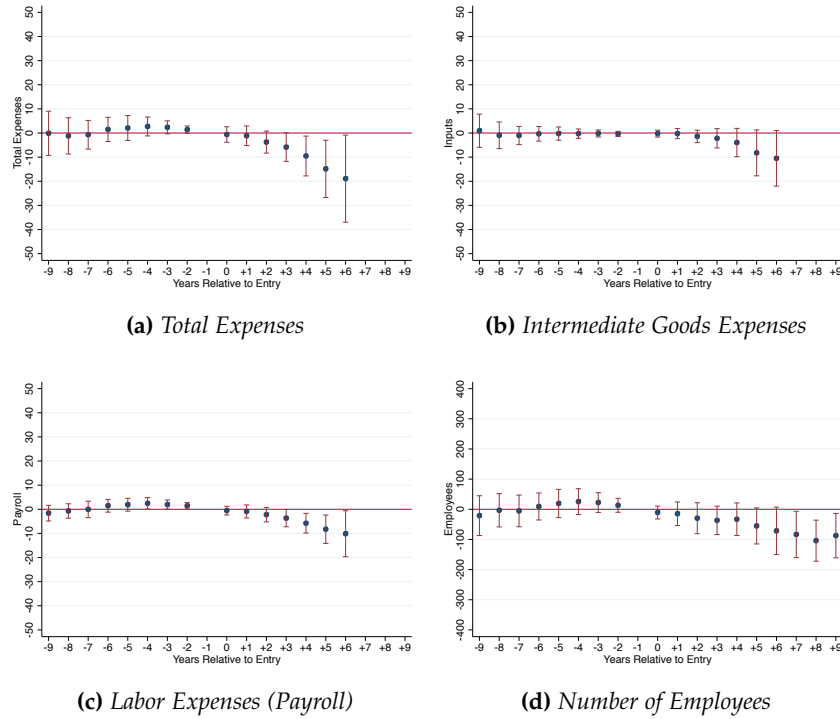 Total Expenses
50
40
30
20
10
0
-10
-20
-30
-40
-50
-9 -8 -7 -6 -5 -4 -3 -2 -1 0 +1 +2 +3 +4 +5 +6 +7 +8 +9
Years Relative to Entry
(a) Total Expenses
Inputs
50
40
30
20
10
0
-10
-20
-30
-40
-50
-9 -8 -7 -6 -5 -4 -3 -2 -1 0 +1 +2 +3 +4 +5 +6 +7 +8 +9
Years Relative to Entry
(b) Intermediate Goods Expenses
Payroll
50
40
30
20
10
0
-10
-20
-30
-40
-50
-9 -8 -7 -6 -5 -4 -3 -2 -1 0 +1 +2 +3 +4 +5 +6 +7 +8 +9
Years Relative to Entry
(c) Labor Expenses (Payroll)
Employees
400
300
200
100
0
-100
-200
-300
-400
-9 -8 -7 -6 -5 -4 -3 -2 -1 0 +1 +2 +3 +4 +5 +6 +7 +8 +9
Years Relative to Entry
(d) Number of Employees